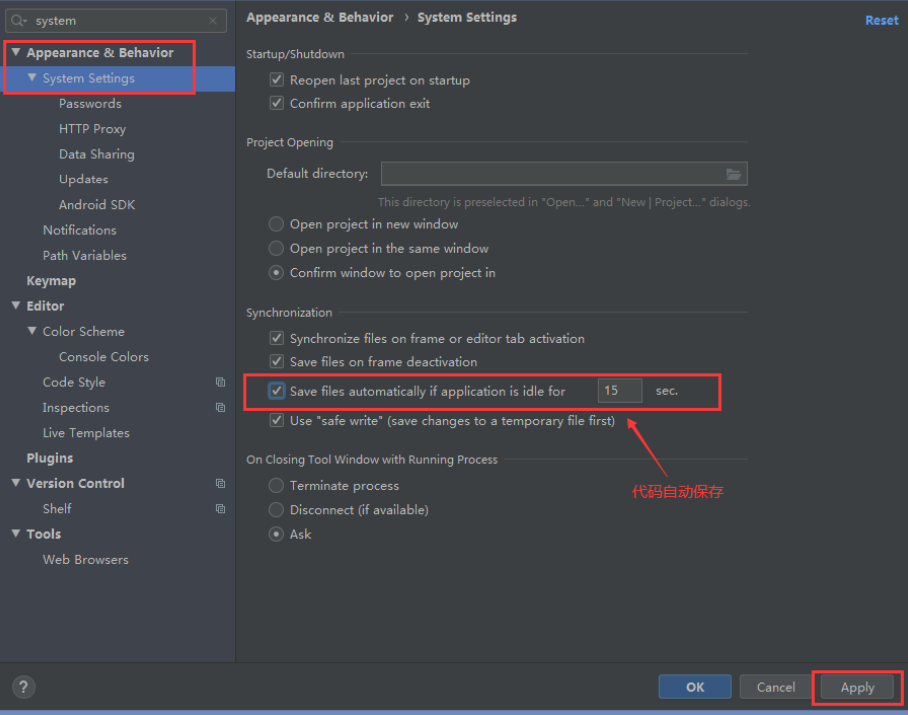 system
Appearance & Behavior
System Settings
Passwords
HTTP Proxy
Data Sharing
Updates
Android SDK
Notifications
Path Variables
Keymap
Editor
Color Scheme
Console Colors
Code Style
Inspections
Live Templates
Plugins
Version Control
Shelf
Tools
Web Browsers
Appearance & Behavior › System Settings
Reset
Startup/Shutdown
Reopen last project on startup
Confirm application exit
Project Opening
Default directory:
This directory is preselected in "Open..." and "New | Project..." dialogs.
Open project in new window
Open project in the same window
Confirm window to open project in
Synchronization
Synchronize files on frame or editor tab activation
Save files on frame deactivation
Save files automatically if application is idle for 15 sec.
Use "safe write" (save changes to a temporary file first)
On Closing Tool Window with Running Process
代码自动保存
Terminate process
Disconnect (if available)
Ask
?
OK
Cancel
Apply